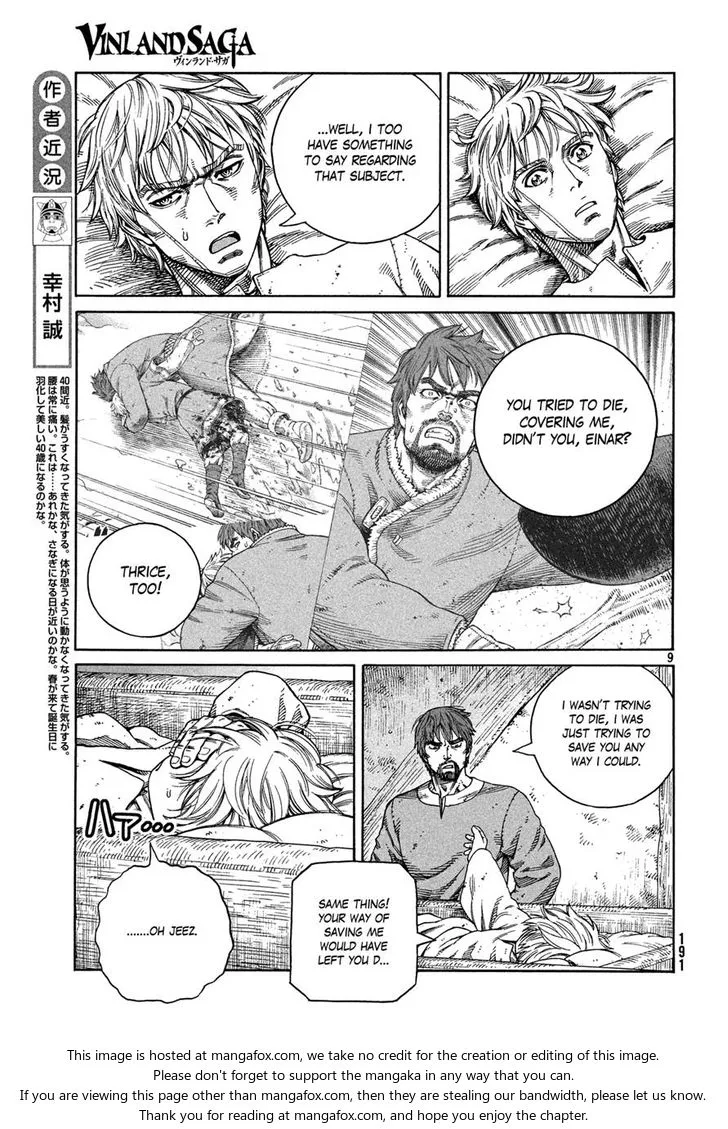 VINLAND SAGA
ヴィンランド・サガ
作者近況
幸村誠
40間近。髪がうすくなってきた気がする。体が思うように動かなくなってきた気がする。
腰は常に痛い。これは……あれかな、さなぎになる日が近いのかな。春が来て誕生日に
羽化して美しい40歳になるのかな。
...WELL, I TOO
HAVE SOMETHING
TO SAY REGARDING
THAT SUBJECT.
YOU TRIED TO DIE,
COVERING ME,
DIDN'T YOU, EINAR?
THRICE,
TOO!
9
I WASN'T TRYING
TO DIE, I WAS
JUST TRYING TO
SAVE YOU ANY
WAY I COULD.
SAME THING!
YOUR WAY OF
SAVING ME
WOULD HAVE
LEFT YOU D...
ハァ...
.......OH JEEZ.
191
This image is hosted at mangafox.com, we take no credit for the creation or editing of this image.
Please don't forget to support the mangaka in any way that you can.
If you are viewing this page other than mangafox.com, then they are stealing our bandwidth, please let us know.
Thank you for reading at mangafox.com, and hope you enjoy the chapter.